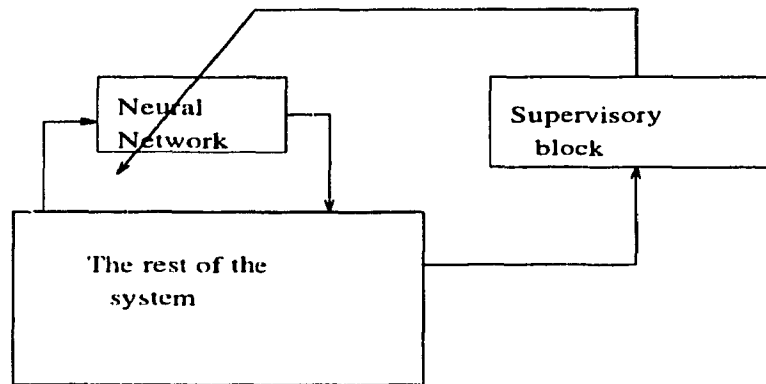 Neural
Network
Supervisory
block
The rest of the
system